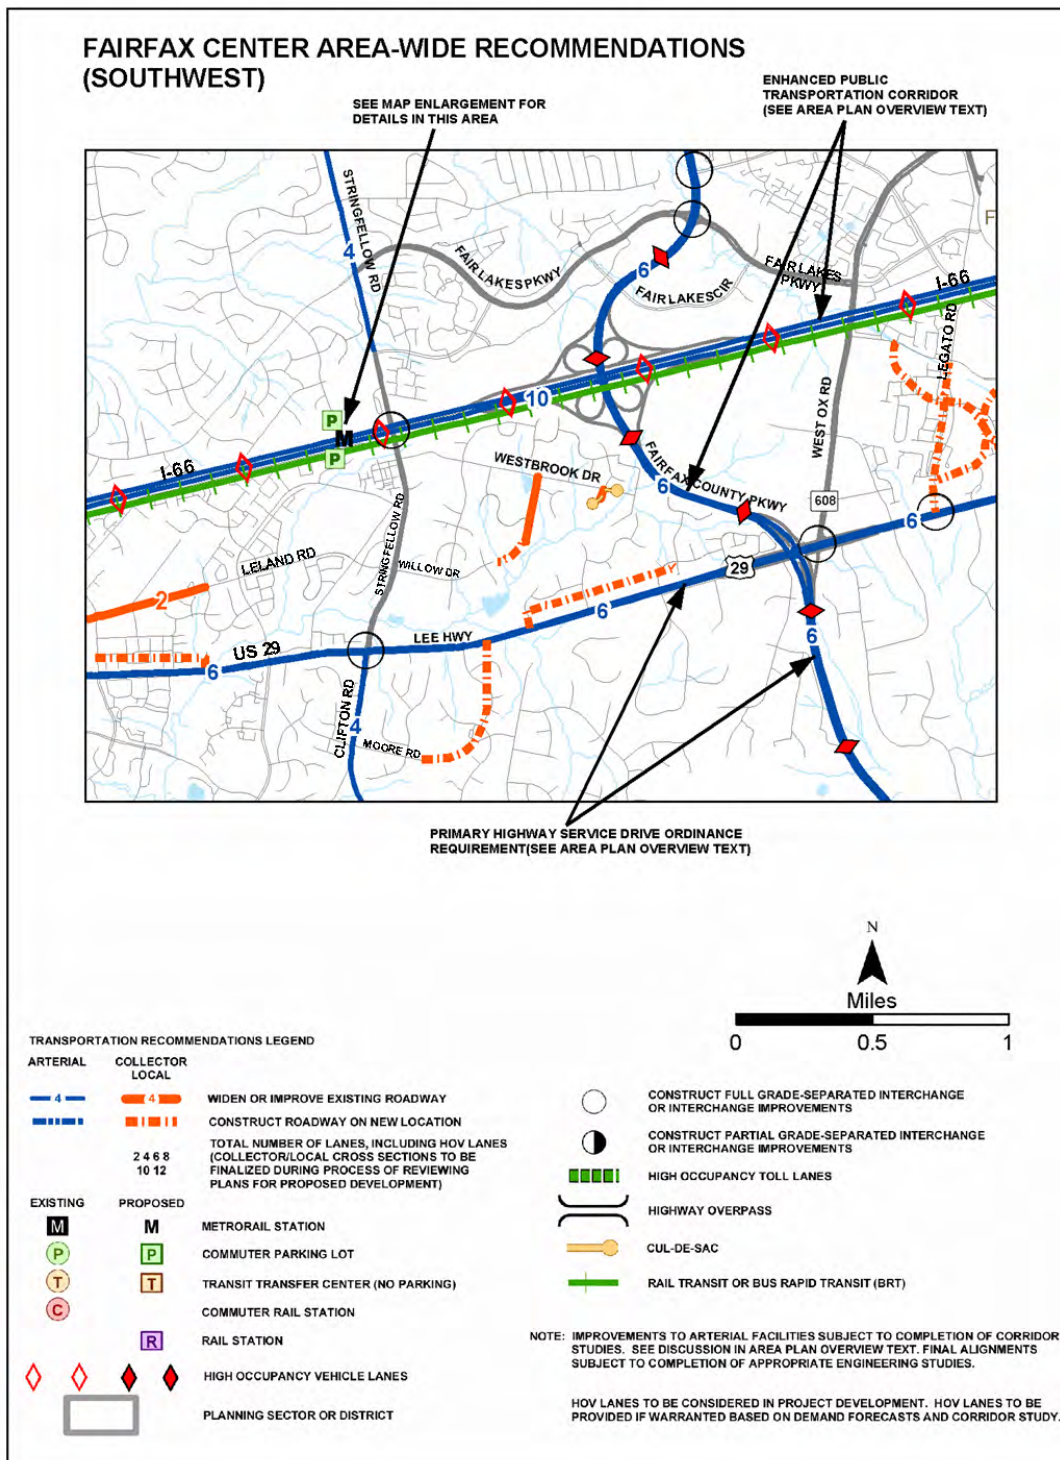 FAIRFAX CENTER AREA-WIDE RECOMMENDATIONS
(SOUTHWEST)
SEE MAP ENLARGEMENT FOR
DETAILS IN THIS AREA
ENHANCED PUBLIC
TRANSPORTATION CORRIDOR
(SEE AREA PLAN OVERVIEW TEXT)
STRINGFELLOW RD
4
FAIR LAKES PKWY
6
FAIR LAKES CIR
FAIR LAKES
PKWY
I-66
LEGATO RD
10
WEST OX RD
P
M
P
I-66
WESTBROOK DR
FAIRFAX COUNTY PKWY
6
608
6
STRINGFELLOW RD
LELAND RD
WILLOW DR
29
2
6
US 29
LEE HWY
6
6
CLIFTON RD
4
MOORE RD
PRIMARY HIGHWAY SERVICE DRIVE ORDINANCE
REQUIREMENT(SEE AREA PLAN OVERVIEW TEXT)
N
Miles
0 0.5 1
TRANSPORTATION RECOMMENDATIONS LEGEND
ARTERIAL COLLECTOR
LOCAL
4 4 WIDEN OR IMPROVE EXISTING ROADWAY
CONSTRUCT ROADWAY ON NEW LOCATION
2 4 6 8
10 12
TOTAL NUMBER OF LANES, INCLUDING HOV LANES
(COLLECTOR/LOCAL CROSS SECTIONS TO BE
FINALIZED DURING PROCESS OF REVIEWING
PLANS FOR PROPOSED DEVELOPMENT)
EXISTING PROPOSED
M M METRORAIL STATION
P P COMMUTER PARKING LOT
T T TRANSIT TRANSFER CENTER (NO PARKING)
C COMMUTER RAIL STATION
R RAIL STATION
HIGH OCCUPANCY VEHICLE LANES
PLANNING SECTOR OR DISTRICT
CONSTRUCT FULL GRADE-SEPARATED INTERCHANGE
OR INTERCHANGE IMPROVEMENTS
CONSTRUCT PARTIAL GRADE-SEPARATED INTERCHANGE
OR INTERCHANGE IMPROVEMENTS
HIGH OCCUPANCY TOLL LANES
HIGHWAY OVERPASS
CUL-DE-SAC
RAIL TRANSIT OR BUS RAPID TRANSIT (BRT)
NOTE: IMPROVEMENTS TO ARTERIAL FACILITIES SUBJECT TO COMPLETION OF CORRIDOR
STUDIES. SEE DISCUSSION IN AREA PLAN OVERVIEW TEXT. FINAL ALIGNMENTS
SUBJECT TO COMPLETION OF APPROPRIATE ENGINEERING STUDIES.
HOV LANES TO BE CONSIDERED IN PROJECT DEVELOPMENT. HOV LANES TO BE
PROVIDED IF WARRANTED BASED ON DEMAND FORECASTS AND CORRIDOR STUDY.